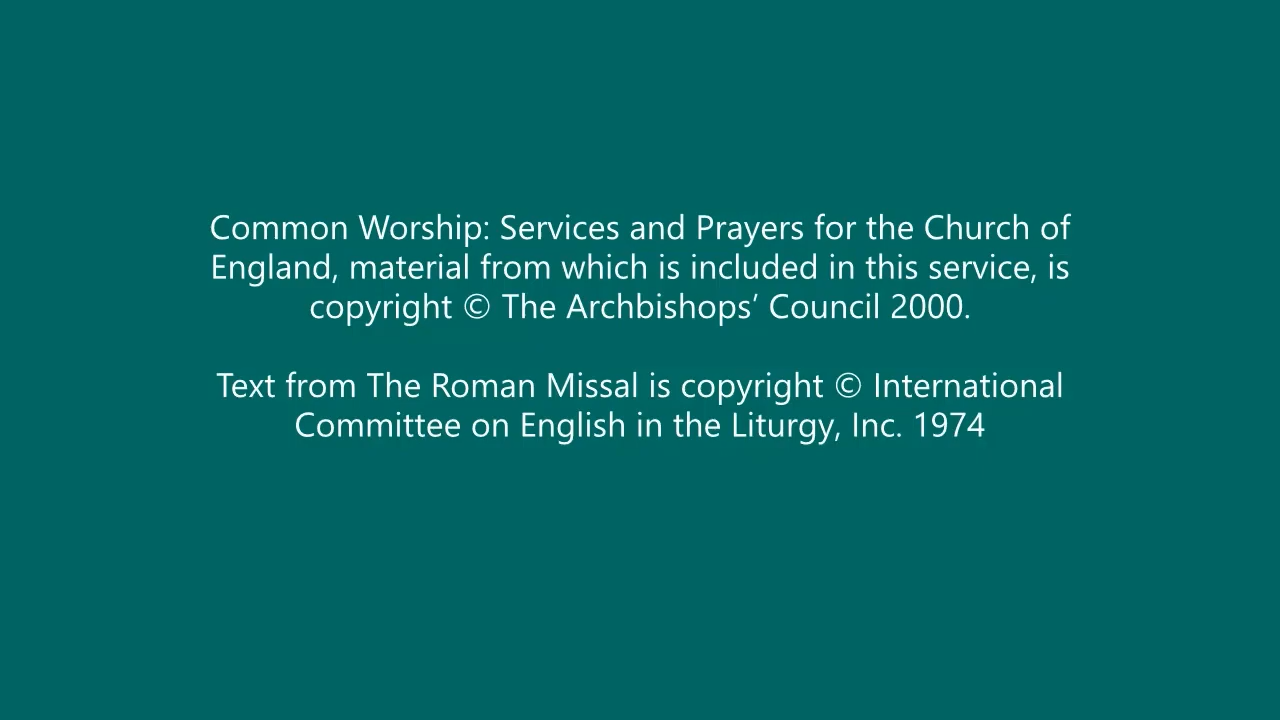 Common Worship: Services and Prayers for the Church of
England, material from which is included in this service, is
copyright © The Archbishops’ Council 2000.
Text from The Roman Missal is copyright © International
Committee on English in the Liturgy, Inc. 1974